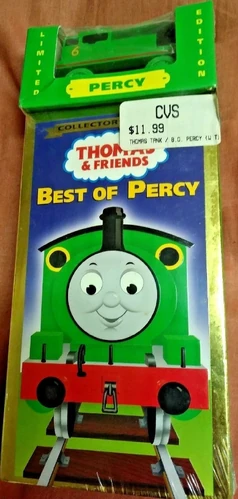 LIMITED
6
PERCY
EDITION
CVS
$11.99
THOMAS TANK / B.O. PERCY (W T
COLLECTOR
THOMAS
& FRIENDS
BEST OF PERCY